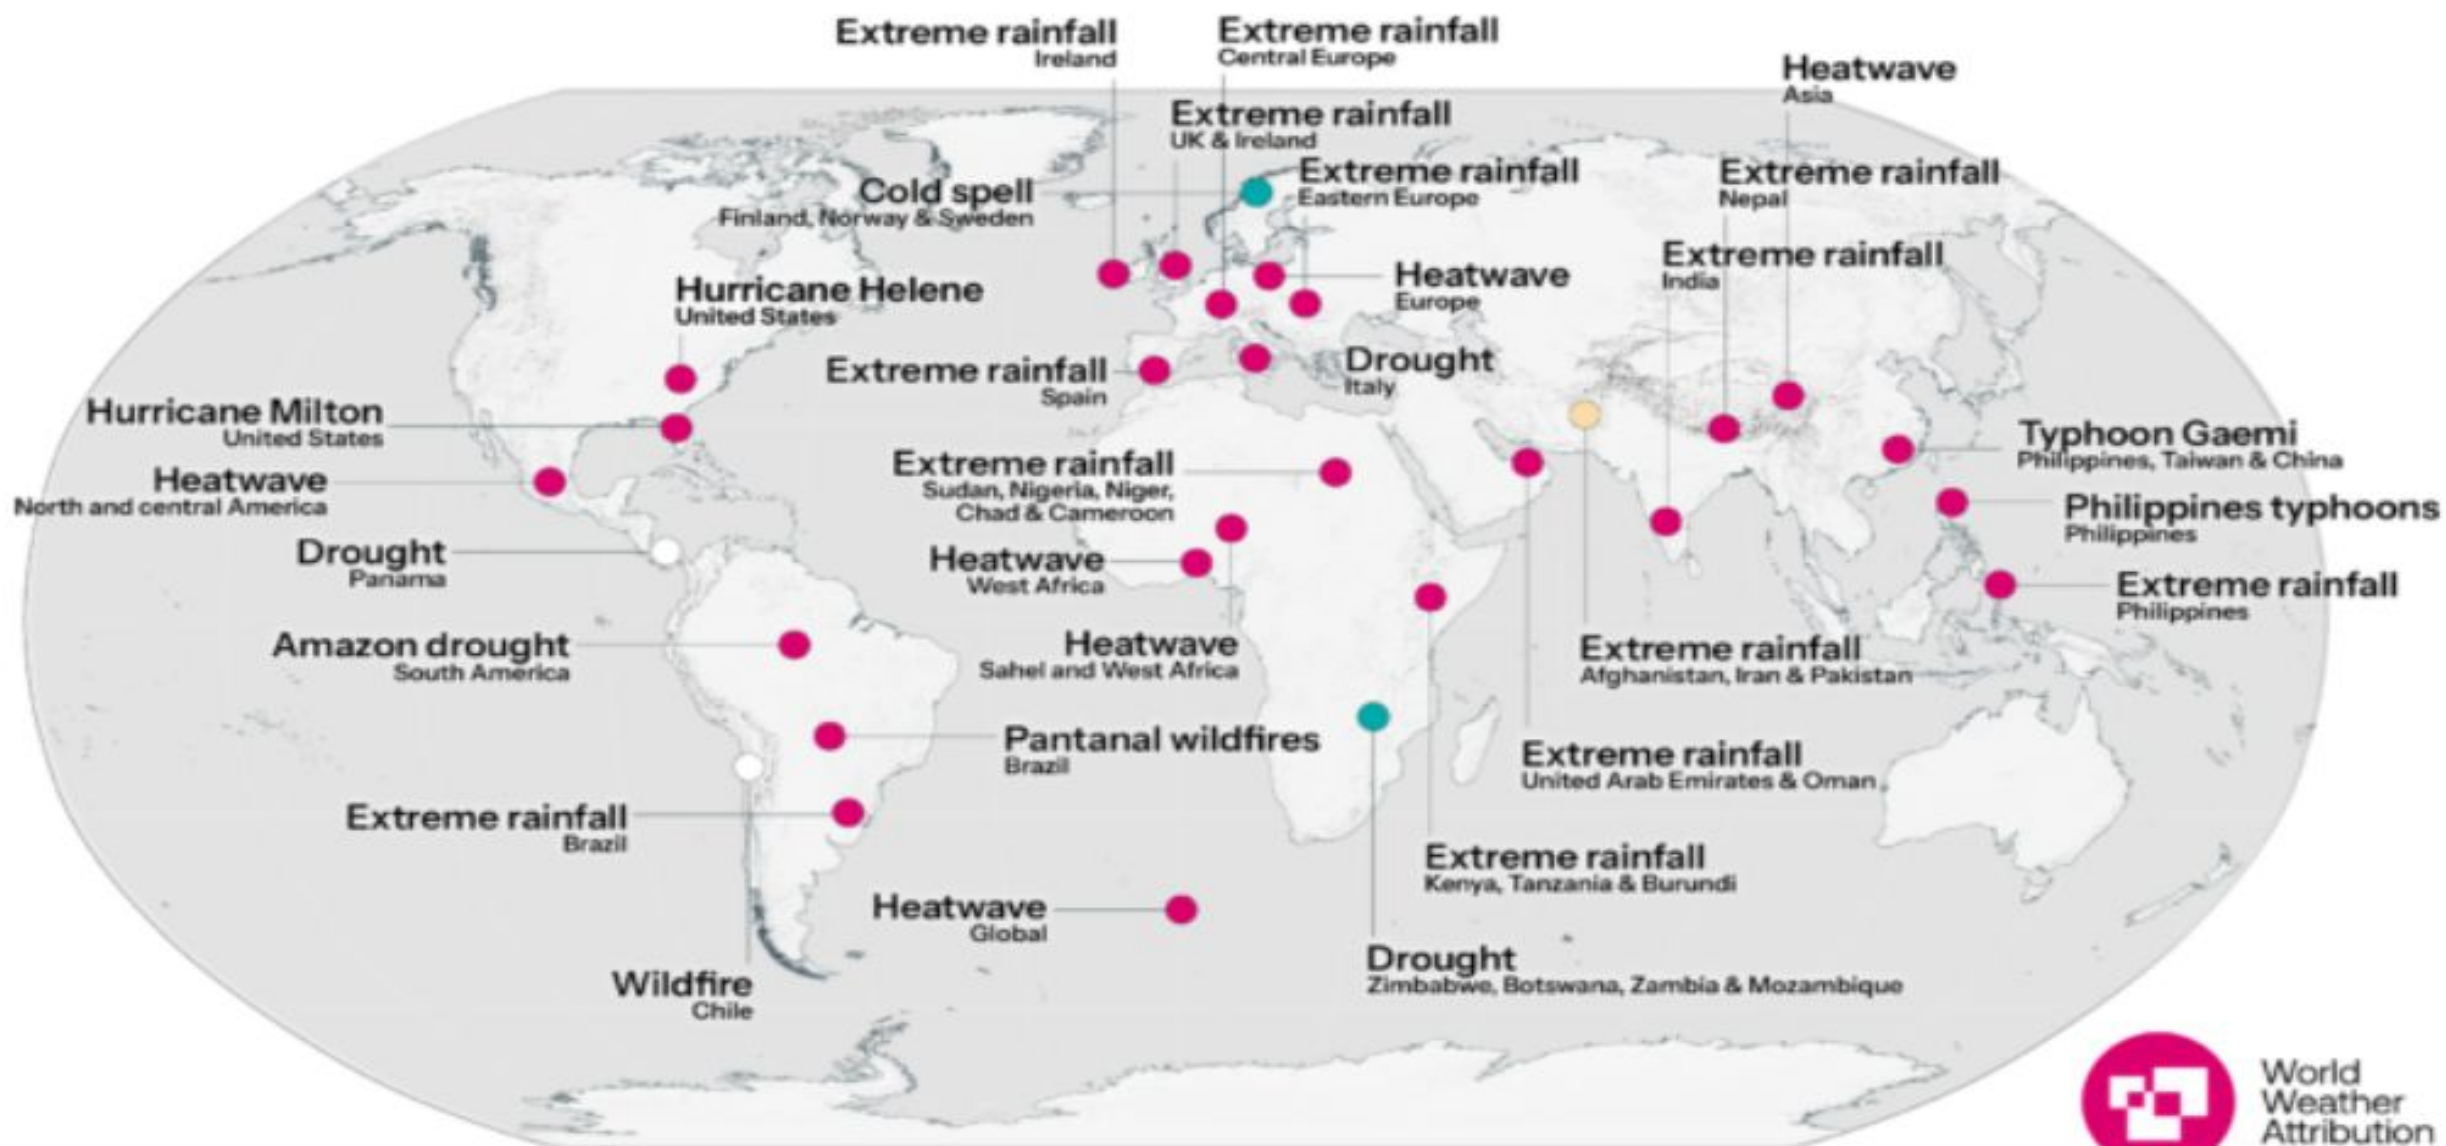 Extreme rainfall
Ireland
Extreme rainfall
Central Europe
Heatwave
Asia
Extreme rainfall
UK & Ireland
Extreme rainfall
Eastern Europe
Extreme rainfall
Nepal
Cold spell
Finland, Norway & Sweden
Extreme rainfall
India
Hurricane Helene
United States
Heatwave
Europe
Extreme rainfall
Spain
Drought
Italy
Hurricane Milton
United States
Typhoon Gaemi
Philippines, Taiwan & China
Heatwave
North and central America
Extreme rainfall
Sudan, Nigeria, Niger,
Chad & Cameroon
Philippines typhoons
Philippines
Drought
Panama
Heatwave
West Africa
Extreme rainfall
Philippines
Amazon drought
South America
Heatwave
Sahel and West Africa
Extreme rainfall
Afghanistan, Iran & Pakistan
Pantanal wildfires
Brazil
Extreme rainfall
United Arab Emirates & Oman
Extreme rainfall
Brazil
Extreme rainfall
Kenya, Tanzania & Burundi
Heatwave
Global
Drought
Zimbabwe, Botswana, Zambia & Mozambique
Wildfire
Chile
World
Weather
Attribution